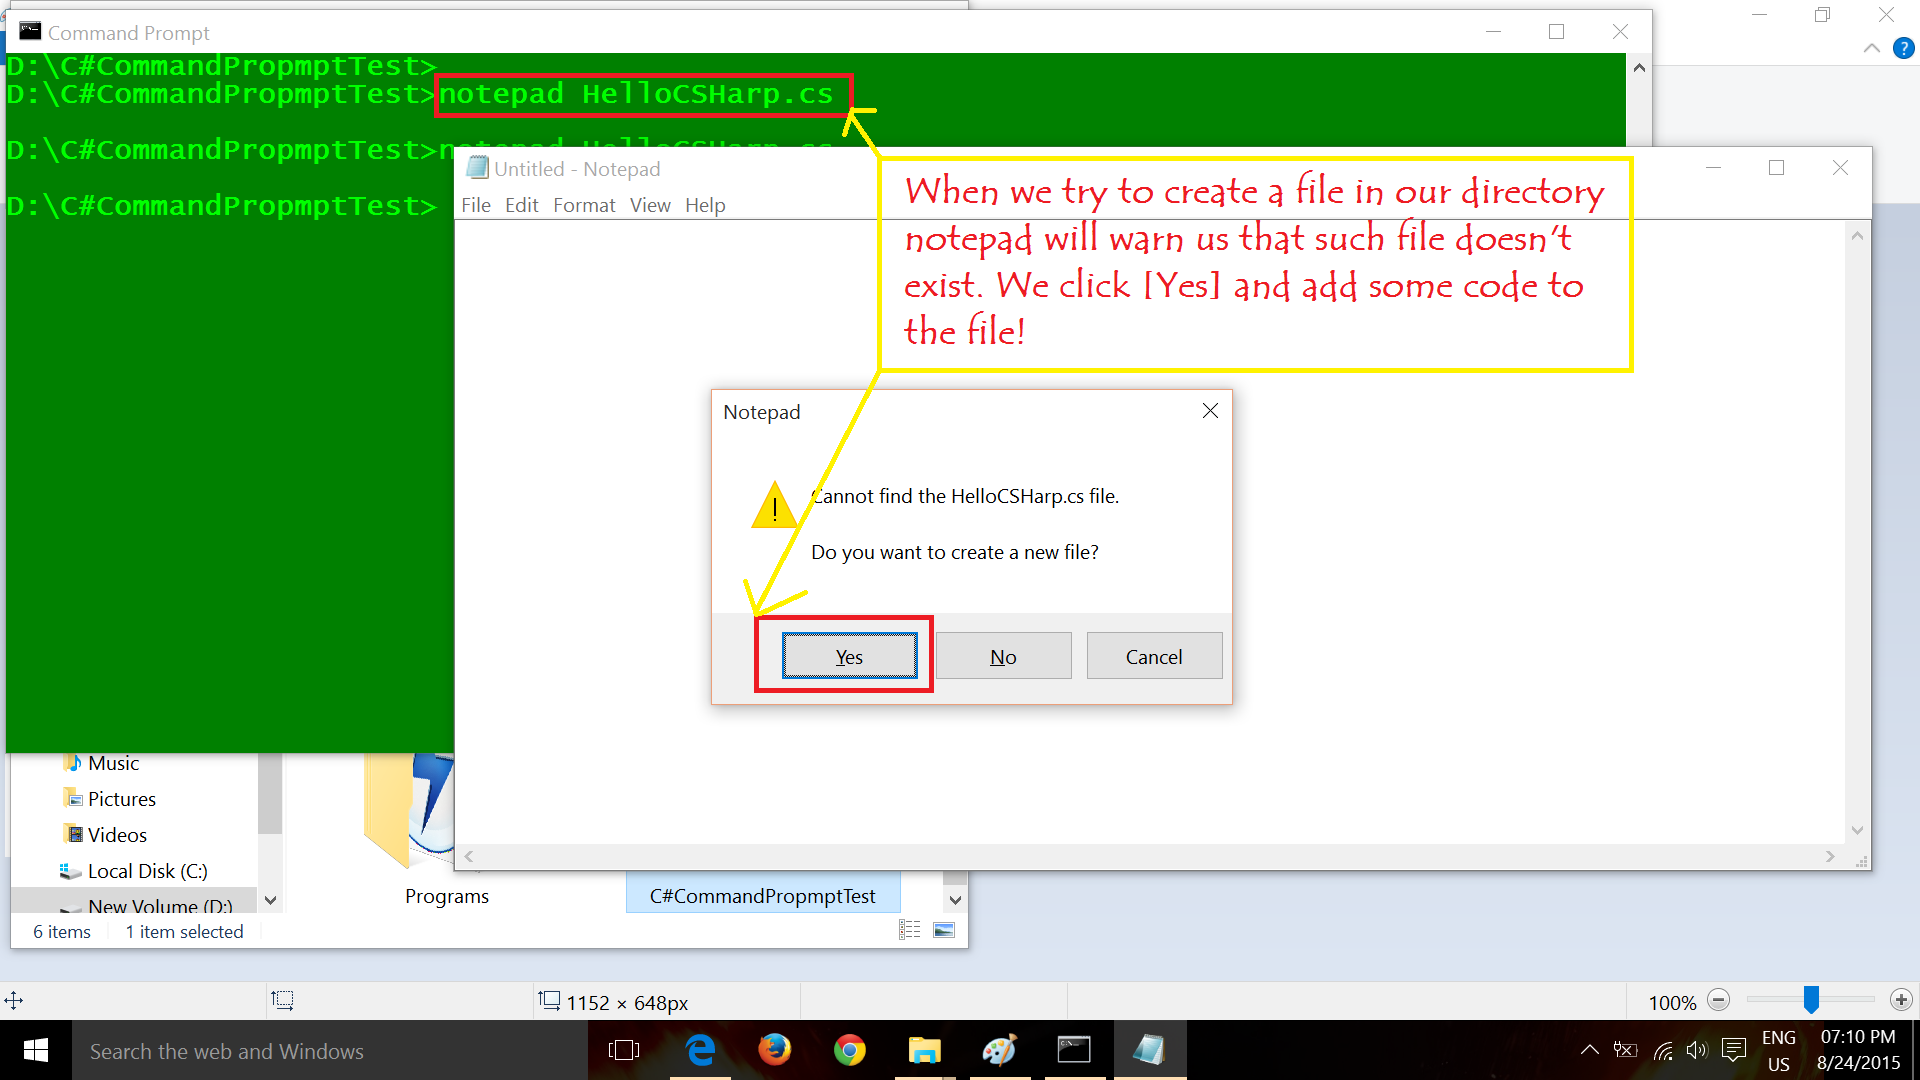 Command Prompt
D:\C#CommandPropmptTest>
D:\C#CommandPropmptTest>notepad HelloCSHarp.cs
D:\C#CommandPropmptTest>notepad HelloCSHarp.cs
D:\C#CommandPropmptTest>
Untitled - Notepad
File Edit Format View Help
When we try to create a file in our directory
notepad will warn us that such file doesn't
exist. We click [Yes] and add some code to
the file!
Notepad
Cannot find the HelloCSHarp.cs file.
Do you want to create a new file?
Yes No Cancel
Music
Pictures
Videos
Local Disk (C:)
New Volume (D:)
Programs
C#CommandPropmptTest
6 items 1 item selected
1152 × 648px
100%
Search the web and Windows
ENG
US
07:10 PM
8/24/2015